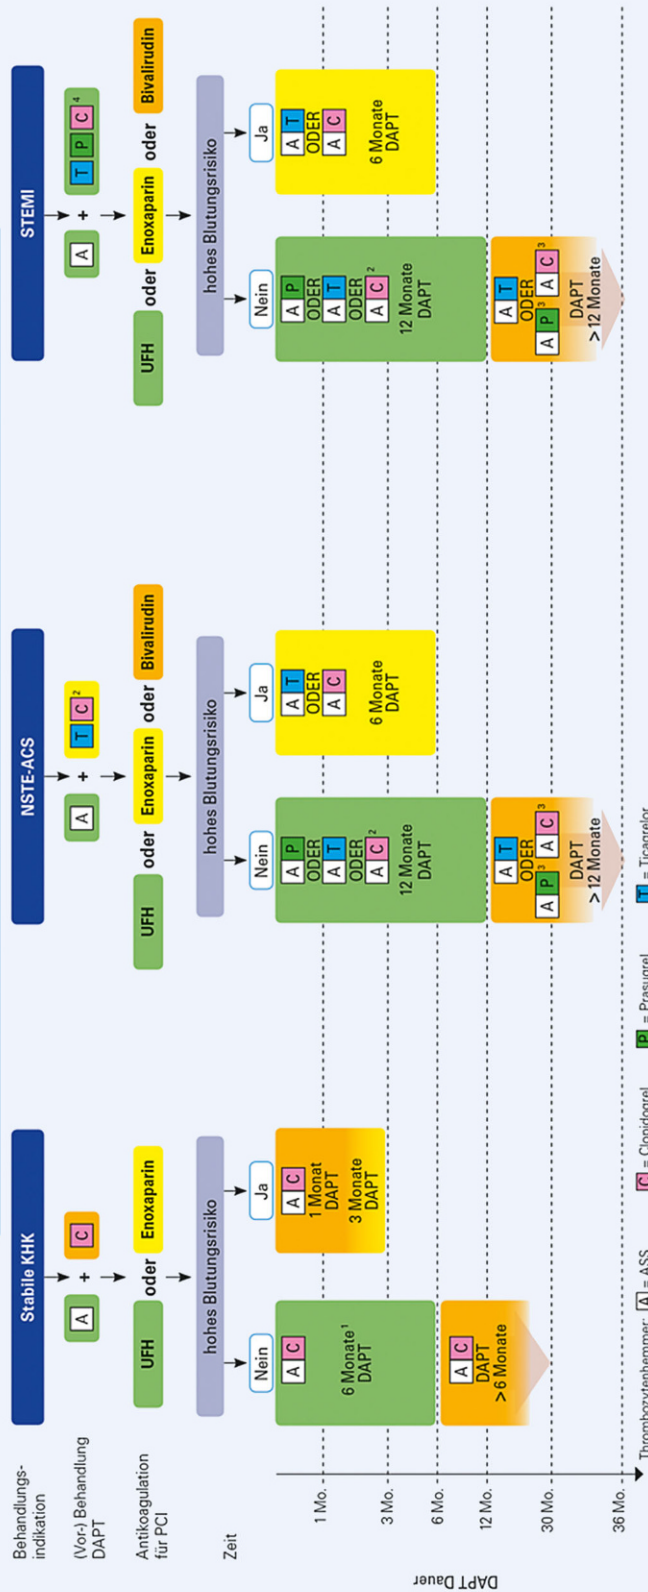 Behandlungs-
indikation
Stabile KHK
NSTE-ACS
STEMI
(Vor-) Behandlung
DAPT
A + C
A + T C 2
A + T P C 4
Antikoagulation
für PCI
UFH oder Enoxaparin
UFH oder Enoxaparin oder Bivalirudin
UFH oder Enoxaparin oder Bivalirudin
Zeit
hohes Blutungsrisiko
hohes Blutungsrisiko
hohes Blutungsrisiko
Nein
Ja
Nein
Ja
Nein
Ja
DAPT Dauer
1 Mo.
3 Mo.
6 Mo.
12 Mo.
30 Mo.
36 Mo.
A C
6 Monate 1
DAPT
A C
DAPT
> 6 Monate
A C
1 Monat
DAPT
3 Monate
DAPT
A P
ODER
A T
ODER
A C 2
12 Monate
DAPT
A T
ODER
A P 3 A C 3
DAPT
> 12 Monate
A T
ODER
A C
6 Monate
DAPT
A P
ODER
A T
ODER
A C 2
12 Monate
DAPT
A T
ODER
A P 3 A C 3
DAPT
> 12 Monate
A T
ODER
A C
6 Monate
DAPT
Thrombozytenhemmer: A = ASS C = Clopidogrel P = Prasugrel T = Ticagrelor